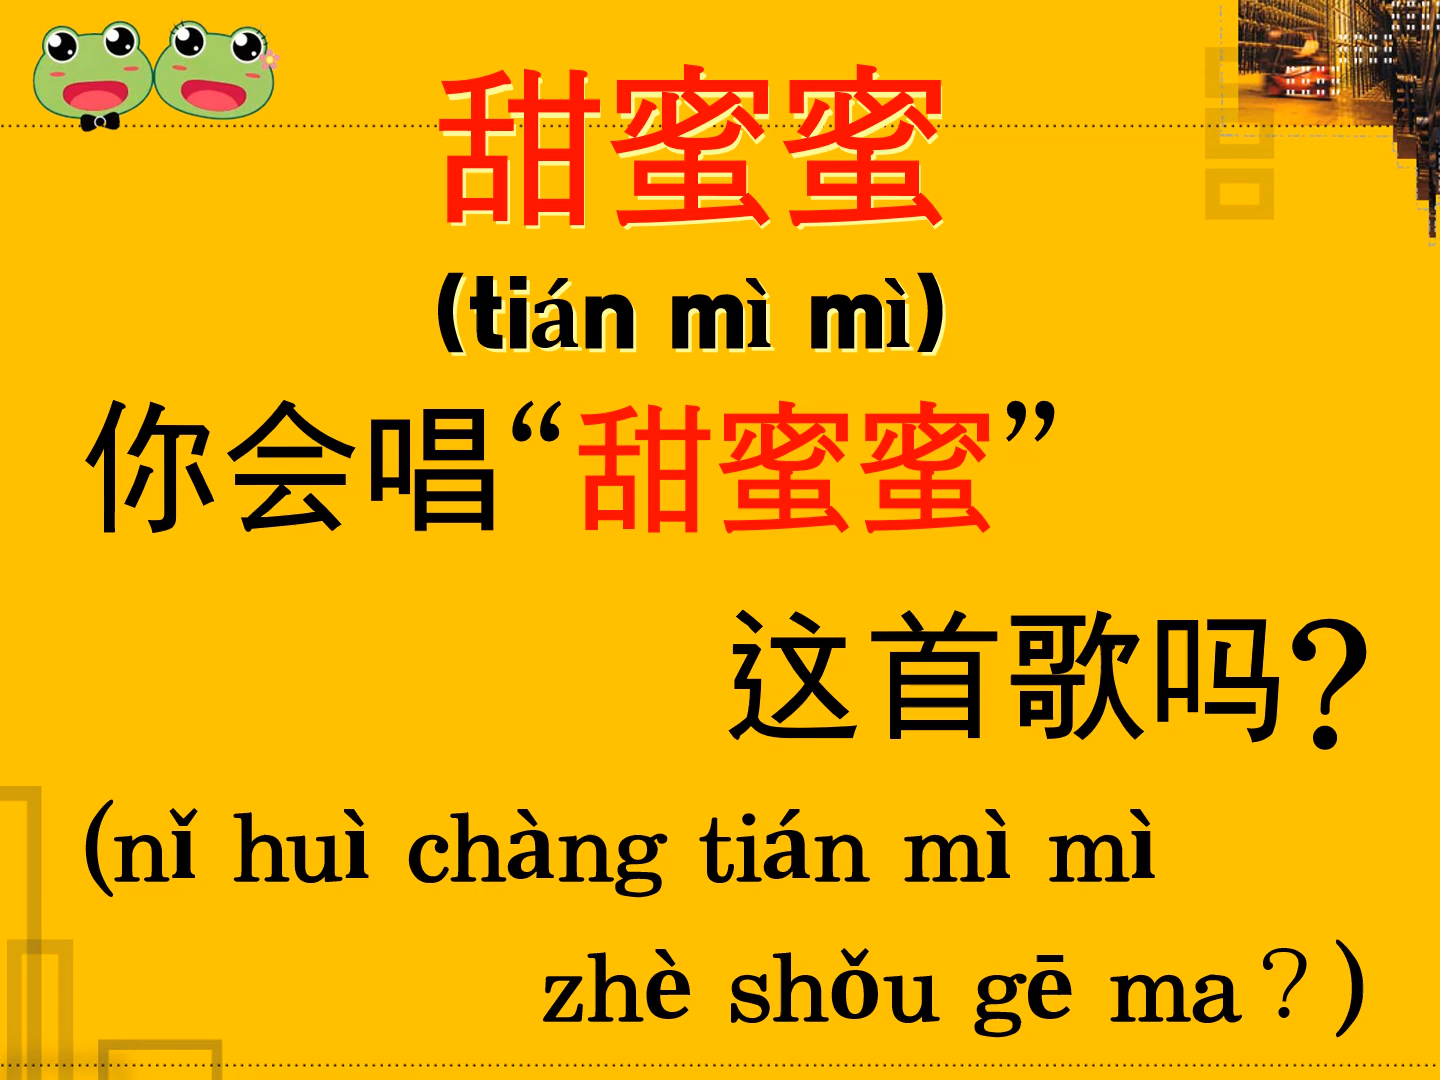 甜蜜蜜
(tián mì mì)
你会唱“甜蜜蜜”
这首歌吗?
(nǐ huì chàng tián mì mì
zhè shǒu gē ma？)